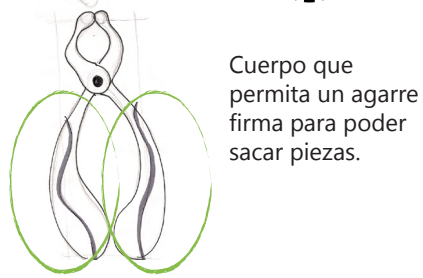 Cuerpo que
permita un agarre
firma para poder
sacar piezas.